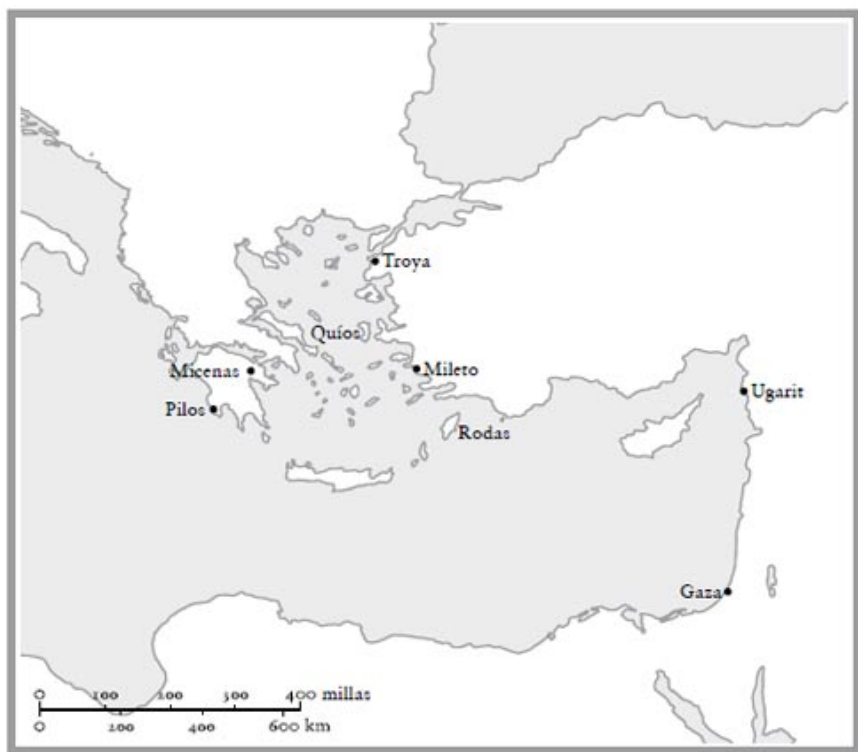 Troya
Quíos
Micenas
Mileto
Ugarit
Pilos
Rodas
Gaza
0 100 200 300 400 millas
0 200 400 600 km